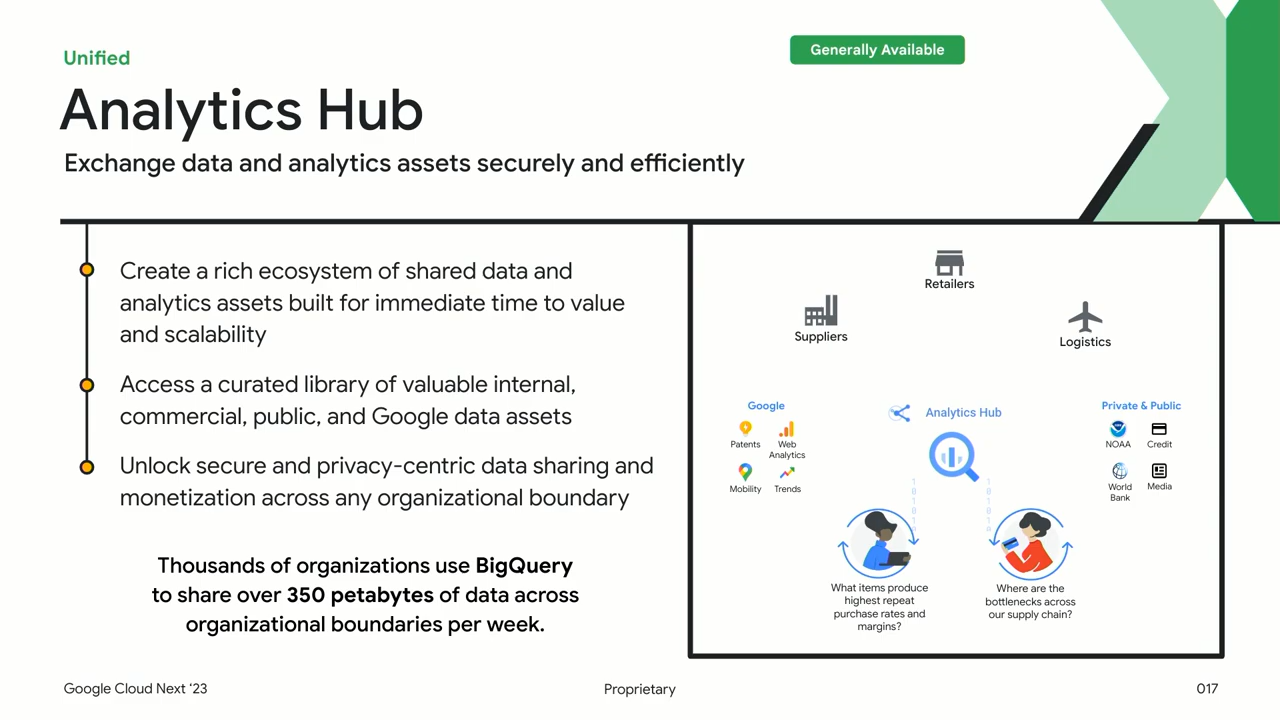 Unified
Generally Available
Analytics Hub
Exchange data and analytics assets securely and efficiently
Create a rich ecosystem of shared data and
analytics assets built for immediate time to value
and scalability
Access a curated library of valuable internal,
commercial, public, and Google data assets
Unlock secure and privacy-centric data sharing and
monetization across any organizational boundary
Thousands of organizations use BigQuery
to share over 350 petabytes of data across
organizational boundaries per week.
Retailers
Suppliers
Logistics
Google
Patents
Web
Analytics
Mobility
Trends
Analytics Hub
Private & Public
NOAA
Credit
World
Bank
Media
What items produce
highest repeat
purchase rates and
margins?
Where are the
bottlenecks across
our supply chain?
Google Cloud Next ‘23
Proprietary
017